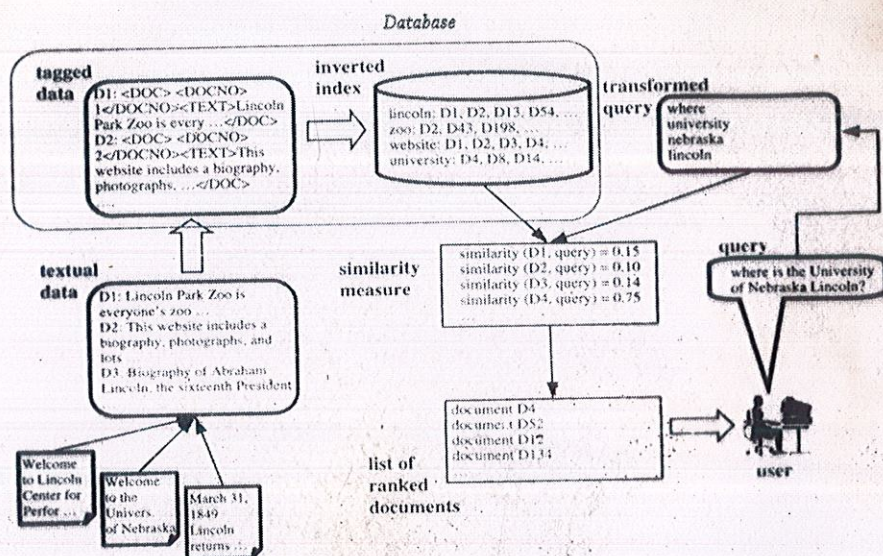 Database
tagged
data
D1: <DOC> <DOCNO>
1</DOCNO><TEXT>Lincoln
Park Zoo is every …</DOC>
D2: <DOC> <DOCNO>
2</DOCNO><TEXT>This
website includes a biography,
photographs, …</DOC>
….
inverted
index
lincoln: D1, D2, D13, D54, …
zoo: D2, D43, D198, …
website: D1, D2, D3, D4, …
university: D4, D8, D14, …
transformed
query
where
university
nebraska
lincoln
textual
data
D1: Lincoln Park Zoo is
everyone's zoo …
D2: This website includes a
biography, photographs, and
lots …
D3. Biography of Abraham
Lincoln, the sixteenth President
similarity
measure
similarity (D1, query) = 0.15
similarity (D2, query) = 0.10
similarity (D3, query) = 0.14
similarity (D4, query) = 0.75
query
where is the University
of Nebraska Lincoln?
list of
ranked
documents
document D4
document D52
document D12
document D134
user
Welcome
to Lincoln
Center for
Perfor …
Welcome
to the
Univers.
of Nebraska
March 31,
1849
Lincoln
returns …